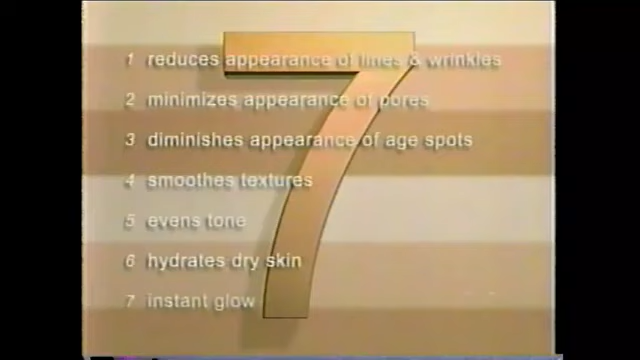 7
1 reduces appearance of lines & wrinkles
2 minimizes appearance of pores
3 diminishes appearance of age spots
4 smoothes textures
5 evens tone
6 hydrates dry skin
7 instant glow